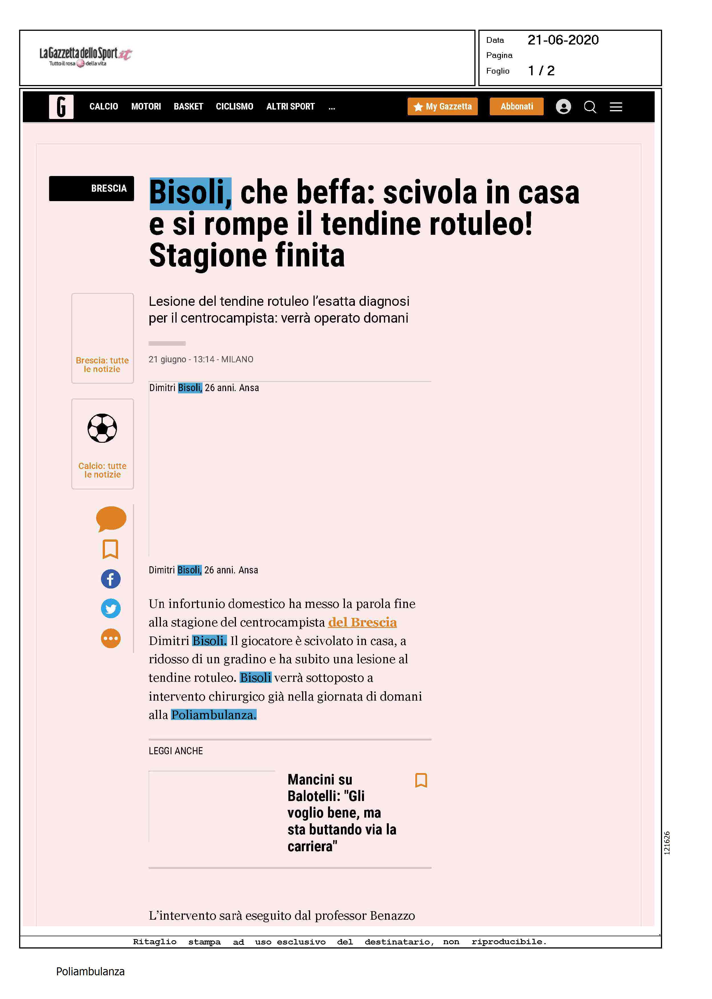 La Gazzetta dello Sport.it
Tutto il rosa della vita
Data 21-06-2020
Pagina
Foglio 1 / 2
G CALCIO MOTORI BASKET CICLISMO ALTRI SPORT ... My Gazzetta Abbonati
BRESCIA
Bisoli, che beffa: scivola in casa
e si rompe il tendine rotuleo!
Stagione finita
Lesione del tendine rotuleo l’esatta diagnosi
per il centrocampista: verrà operato domani
Brescia: tutte
le notizie
21 giugno - 13:14 - MILANO
Dimitri Bisoli, 26 anni. Ansa
Calcio: tutte
le notizie
Dimitri Bisoli, 26 anni. Ansa
Un infortunio domestico ha messo la parola fine
alla stagione del centrocampista del Brescia
Dimitri Bisoli. Il giocatore è scivolato in casa, a
ridosso di un gradino e ha subito una lesione al
tendine rotuleo. Bisoli verrà sottoposto a
intervento chirurgico già nella giornata di domani
alla Poliambulanza.
LEGGI ANCHE
Mancini su
Balotelli: "Gli
voglio bene, ma
sta buttando via la
carriera"
121626
L’intervento sarà eseguito dal professor Benazzo
Ritaglio stampa ad uso esclusivo del destinatario, non riproducibile.
Poliambulanza